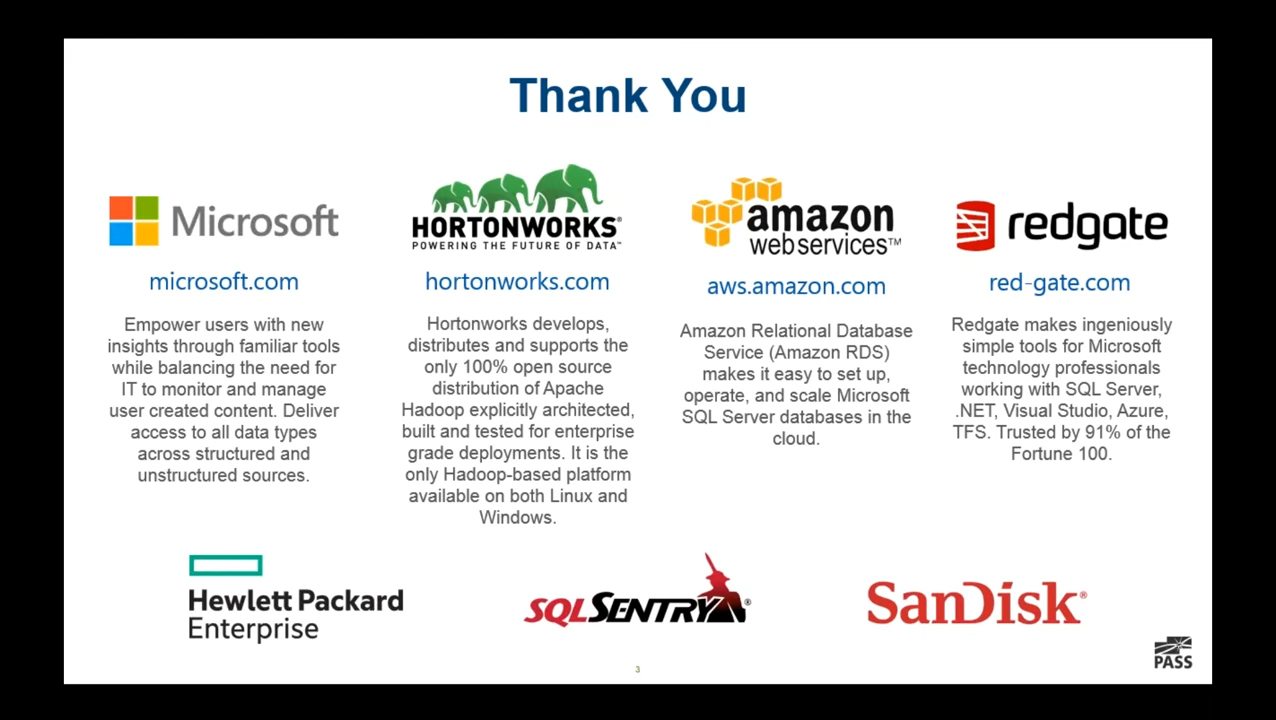 Thank You
Microsoft
microsoft.com
Empower users with new
insights through familiar tools
while balancing the need for
IT to monitor and manage
user created content. Deliver
access to all data types
across structured and
unstructured sources.
HORTONWORKS®
POWERING THE FUTURE OF DATA™
hortonworks.com
Hortonworks develops,
distributes and supports the
only 100% open source
distribution of Apache
Hadoop explicitly architected,
built and tested for enterprise
grade deployments. It is the
only Hadoop-based platform
available on both Linux and
Windows.
amazon
web services™
aws.amazon.com
Amazon Relational Database
Service (Amazon RDS)
makes it easy to set up,
operate, and scale Microsoft
SQL Server databases in the
cloud.
redgate
red-gate.com
Redgate makes ingeniously
simple tools for Microsoft
technology professionals
working with SQL Server,
.NET, Visual Studio, Azure,
TFS. Trusted by 91% of the
Fortune 100.
Hewlett Packard
Enterprise
SQL SENTRY®
SanDisk®
3
PASS